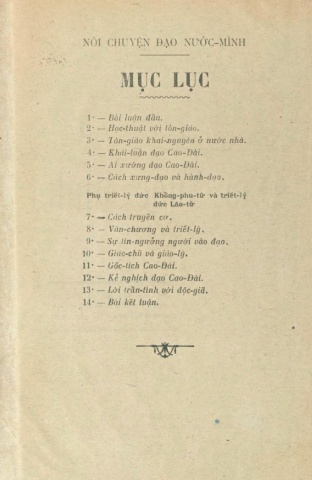 NÓI CHUYỆN ĐẠO NƯỚC-MÌNH
MỤC LỤC
1· — Bài luận đầu.
2· — Học-thuật với tôn-giáo.
3· — Tôn-giáo khai-nguyên ở nước nhà.
4· — Khái-luận đạo Cao-Đài.
5· — Ai xướng đạo Cao-Đài.
6· — Cách xưng-đạo và hành-đạo.
Phụ triết-lý đức Khổng-phu-tử và triết-lý
đức Lão-tử
7· — Cách truyền cơ.
8· — Văn-chương và triết-lý.
9· — Sự tín-ngưởng người vào đạo.
10· — Giáo-chủ và giáo-lý.
11· — Gốc-tích Cao-Đài.
12· — Kẻ nghịch đạo Cao-Đài.
13· — Lời trần-tình với độc-giả.
14· — Bài kết luận.